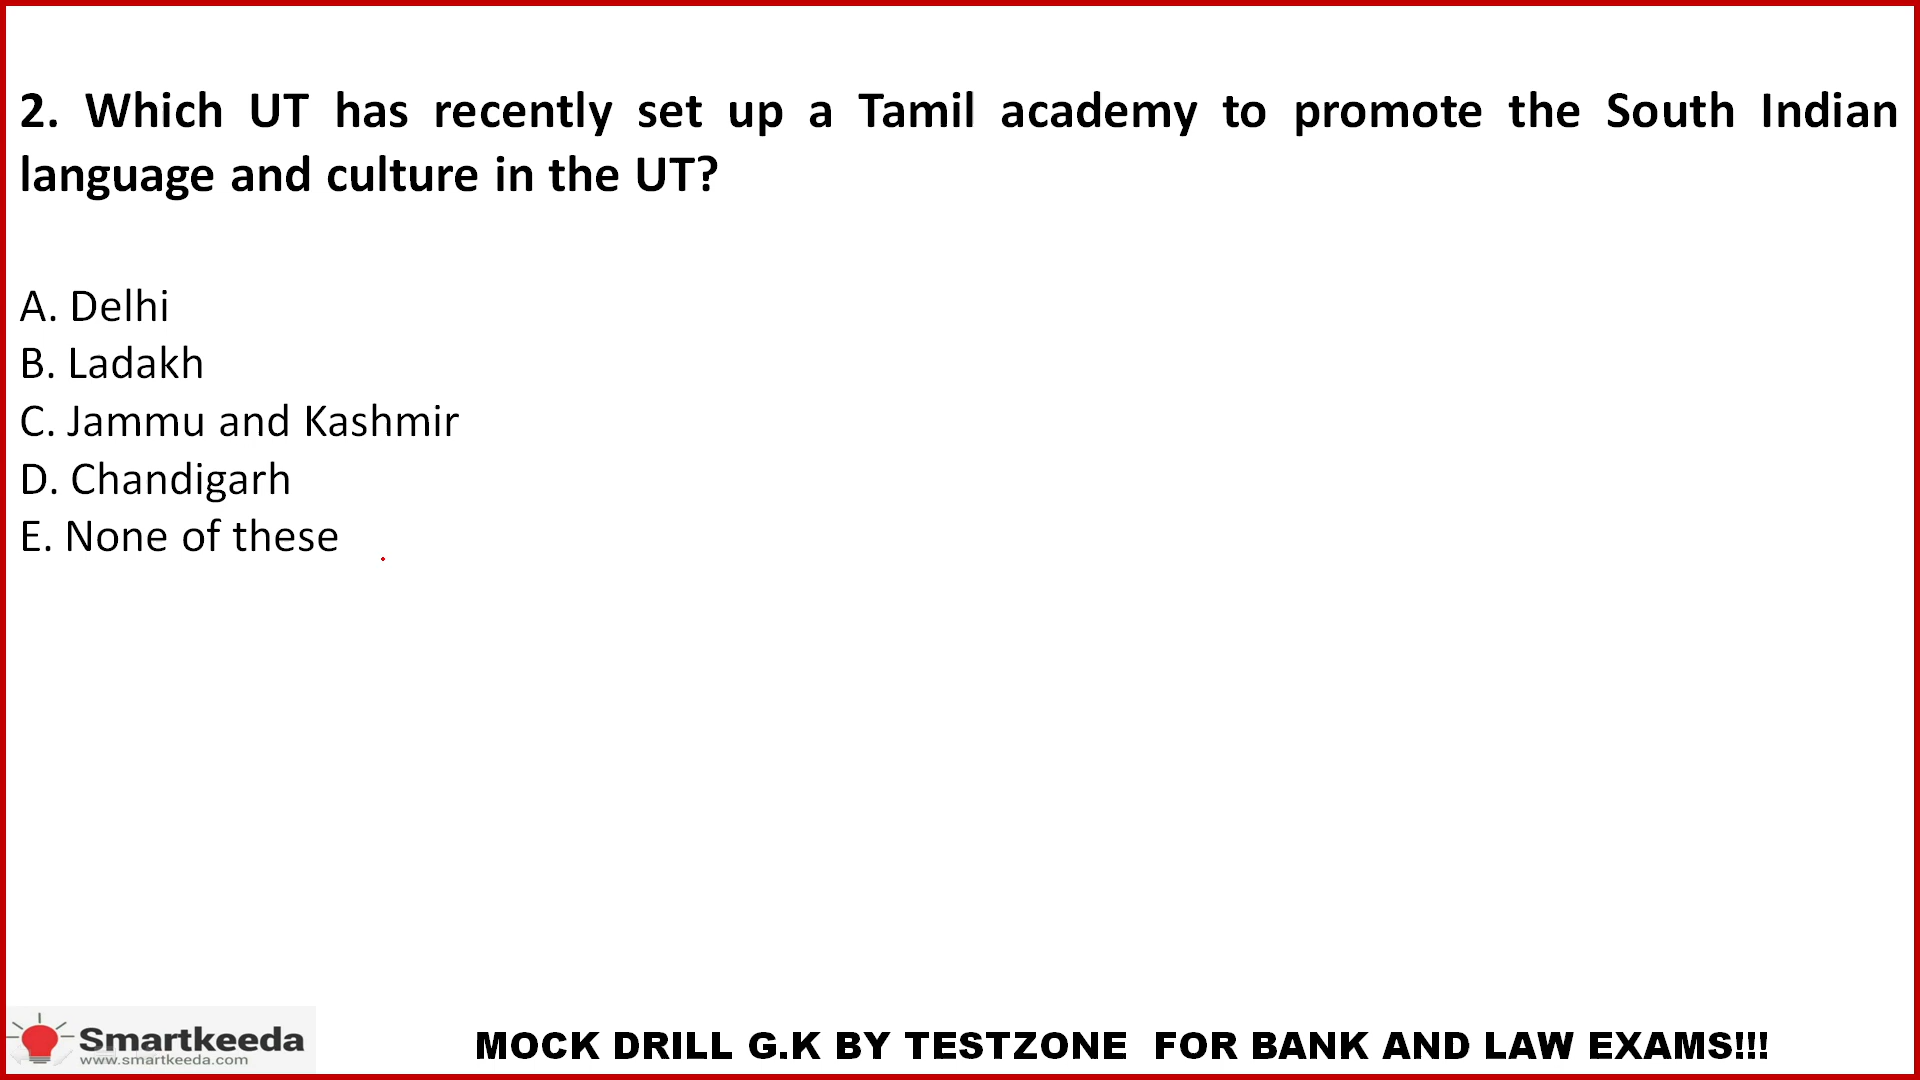 2. Which UT has recently set up a Tamil academy to promote the South Indian
language and culture in the UT?
A. Delhi
B. Ladakh
C. Jammu and Kashmir
D. Chandigarh
E. None of these
Smartkeeda
www.smartkeeda.com
MOCK DRILL G.K BY TESTZONE FOR BANK AND LAW EXAMS!!!